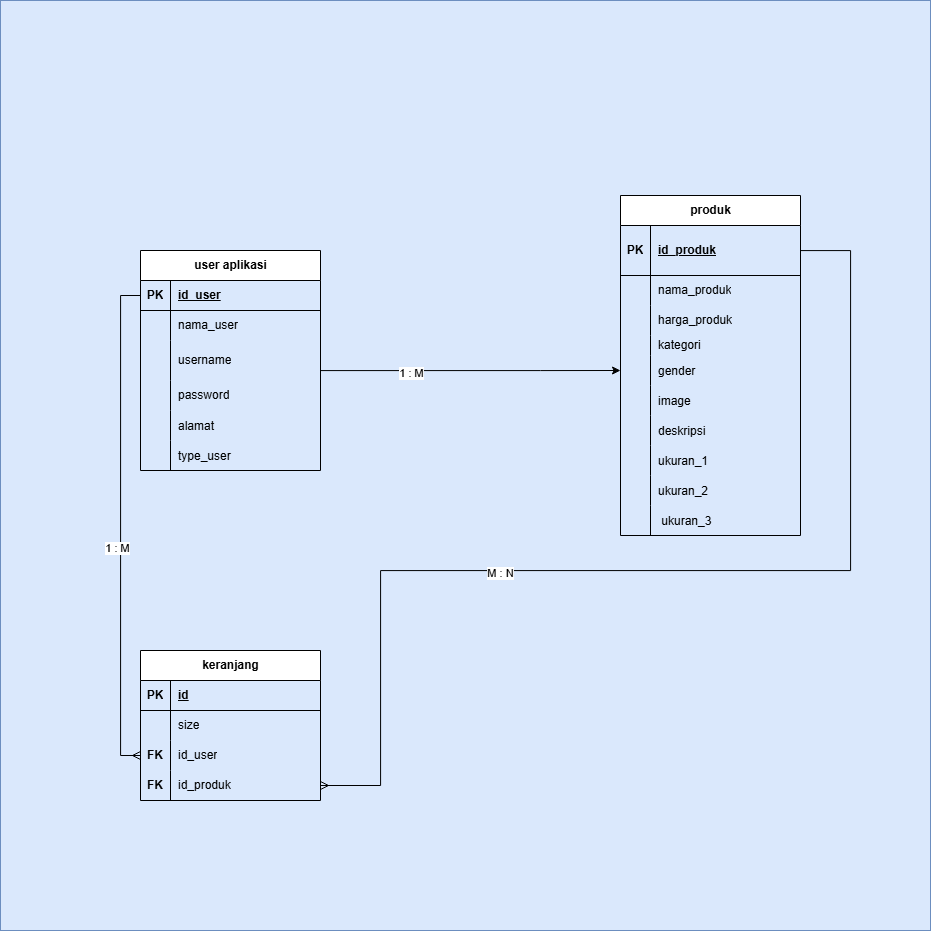 produk
PK id_produk
nama_produk
harga_produk
kategori
gender
image
deskripsi
ukuran_1
ukuran_2
ukuran_3
user aplikasi
PK id_user
nama_user
username
password
alamat
type_user
1 : M
1 : M
M : N
keranjang
PK id
size
FK id_user
FK id_produk